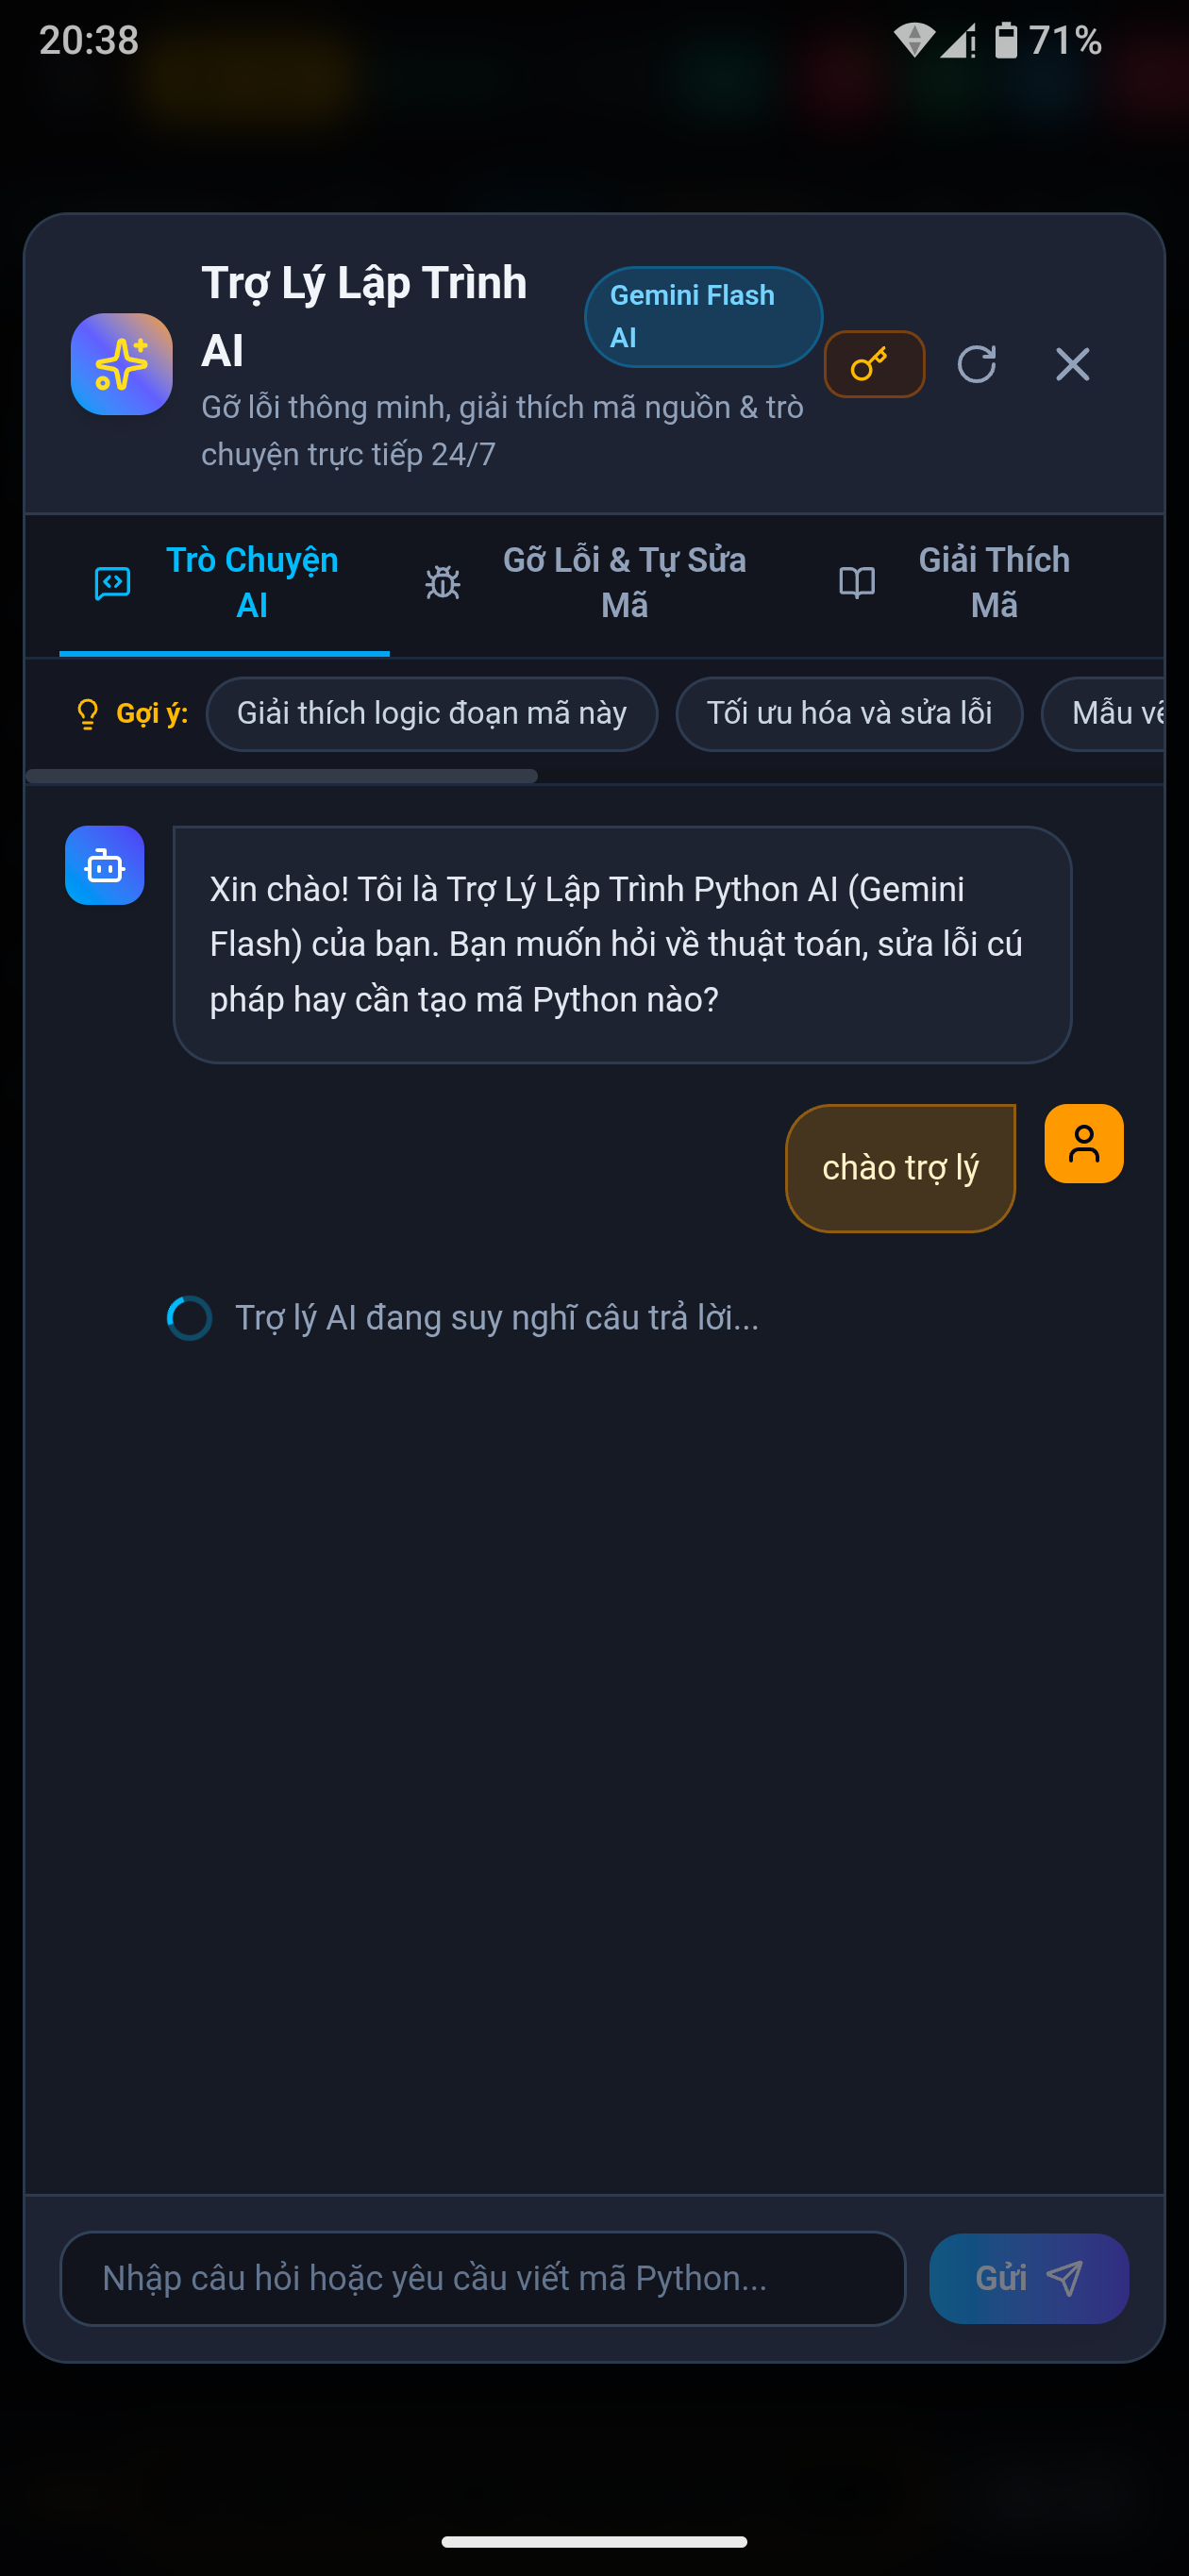 20:38
71%
Trợ Lý Lập Trình
AI
Gemini Flash
AI
Gỡ lỗi thông minh, giải thích mã nguồn & trò
chuyện trực tiếp 24/7
Trò Chuyện
AI
Gỡ Lỗi & Tự Sửa
Mã
Giải Thích
Mã
Gợi ý:
Giải thích logic đoạn mã này
Tối ưu hóa và sửa lỗi
Mẫu vẽ
Xin chào! Tôi là Trợ Lý Lập Trình Python AI (Gemini
Flash) của bạn. Bạn muốn hỏi về thuật toán, sửa lỗi cú
pháp hay cần tạo mã Python nào?
chào trợ lý
Trợ lý AI đang suy nghĩ câu trả lời...
Nhập câu hỏi hoặc yêu cầu viết mã Python...
Gửi